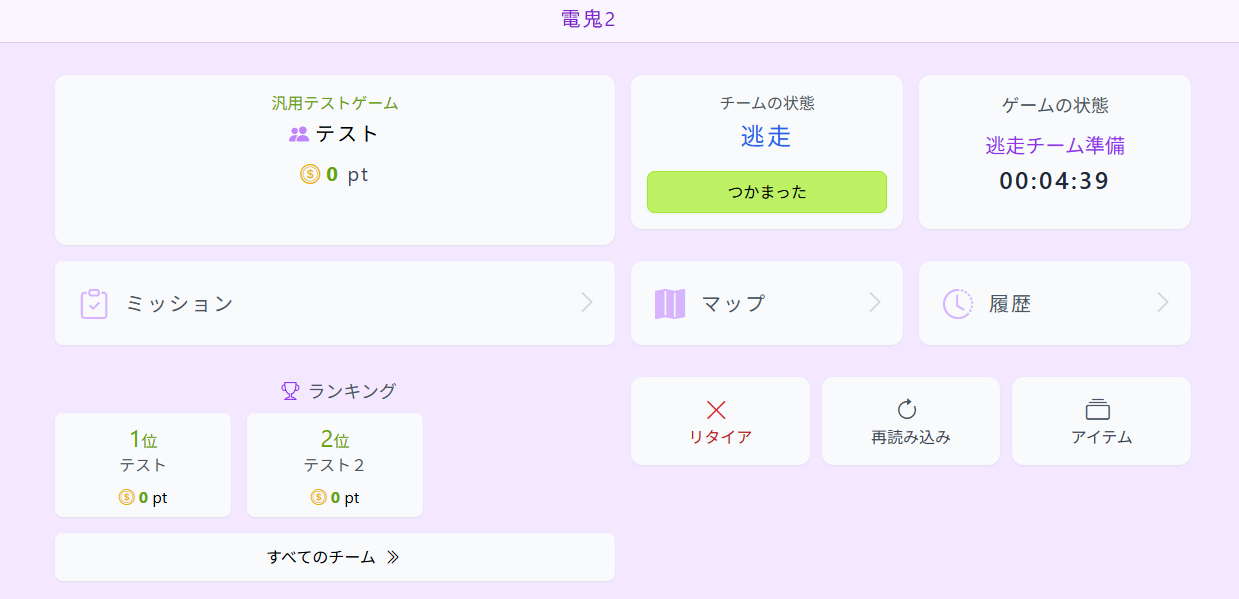 電鬼2
汎用テストゲーム
テスト
0 pt
チームの状態
逃走
つかまった
ゲームの状態
逃走チーム準備
00:04:39
ミッション
マップ
履歴
ランキング
1位
テスト
0 pt
2位
テスト２
0 pt
すべてのチーム
リタイア
再読み込み
アイテム